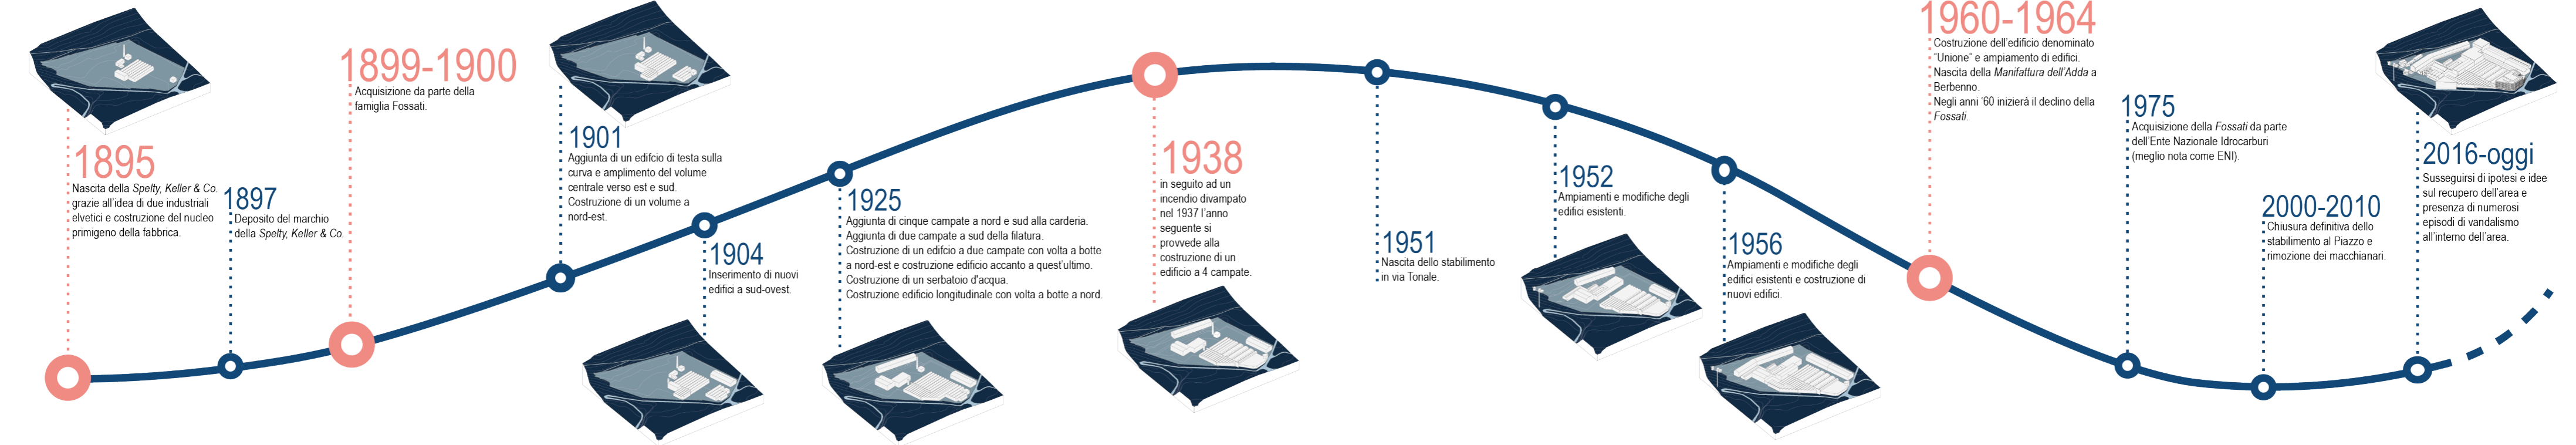 1895
Nascita della Spelty, Keller & Co.
grazie all'idea di due industriali
elvetici e costruzione del nucleo
primigeno della fabbrica.
1897
Deposito del marchio
della Spelty, Keller & Co.
1899-1900
Acquisizione da parte della
famiglia Fossati.
1901
Aggiunta di un edifcio di testa sulla
curva e amplimento del volume
centrale verso est e sud.
Costruzione di un volume a
nord-est.
1904
Inserimento di nuovi
edifici a sud-ovest.
1925
Aggiunta di cinque campate a nord e sud alla carderia.
Aggiunta di due campate a sud della filatura.
Costruzione di un edifcio a due campate con volta a botte
a nord-est e costruzione edificio accanto a quest'ultimo.
Costruzione di un serbatoio d'acqua.
Costruzione edificio longitudinale con volta a botte a nord.
1938
in seguito ad un
incendio divampato
nel 1937 l'anno
seguente si
provvede alla
costruzione di un
edificio a 4 campate.
1951
Nascita dello stabilimento
in via Tonale.
1952
Ampiamenti e modifiche degli
edifici esistenti.
1956
Ampiamenti e modifiche degli
edifici esistenti e costruzione di
nuovi edifici.
1960-1964
Costruzione dell'edificio denominato
“Unione” e ampiamento di edifici.
Nascita della Manifattura dell'Adda a
Berbenno.
Negli anni '60 inizierà il declino della
Fossati.
1975
Acquisizione della Fossati da parte
dell'Ente Nazionale Idrocarburi
(meglio nota come ENI).
2000-2010
Chiusura definitiva dello
stabilimento al Piazzo e
rimozione dei macchianari.
2016-oggi
Susseguirsi di ipotesi e idee
sul recupero dell'area e
presenza di numerosi
episodi di vandalismo
all'interno dell'area.